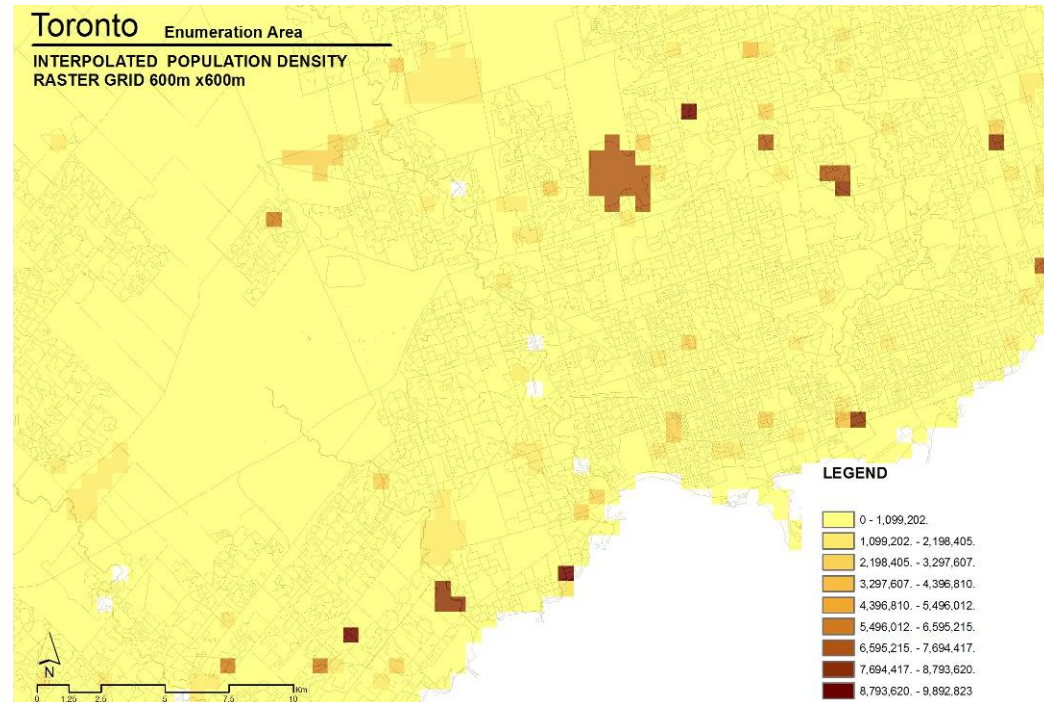 Toronto Enumeration Area
INTERPOLATED POPULATION DENSITY
RASTER GRID 600m x600m
LEGEND
0 - 1,099,202.
1,099,202. - 2,198,405.
2,198,405. - 3,297,607.
3,297,607. - 4,396,810.
4,396,810. - 5,496,012.
5,496,012. - 6,595,215.
6,595,215. - 7,694,417.
7,694,417. - 8,793,620.
8,793,620. - 9,892,823
N
Km
0 1.25 2.5 5 7.5 10